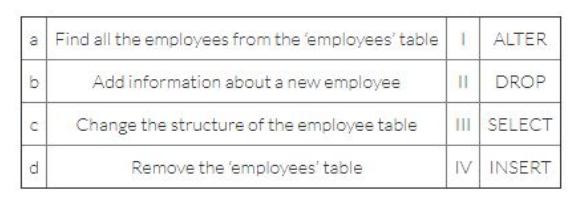 a Find all the employees from the 'employees' table I ALTER
b Add information about a new employee II DROP
c Change the structure of the employee table III SELECT
d Remove the 'employees' table IV INSERT